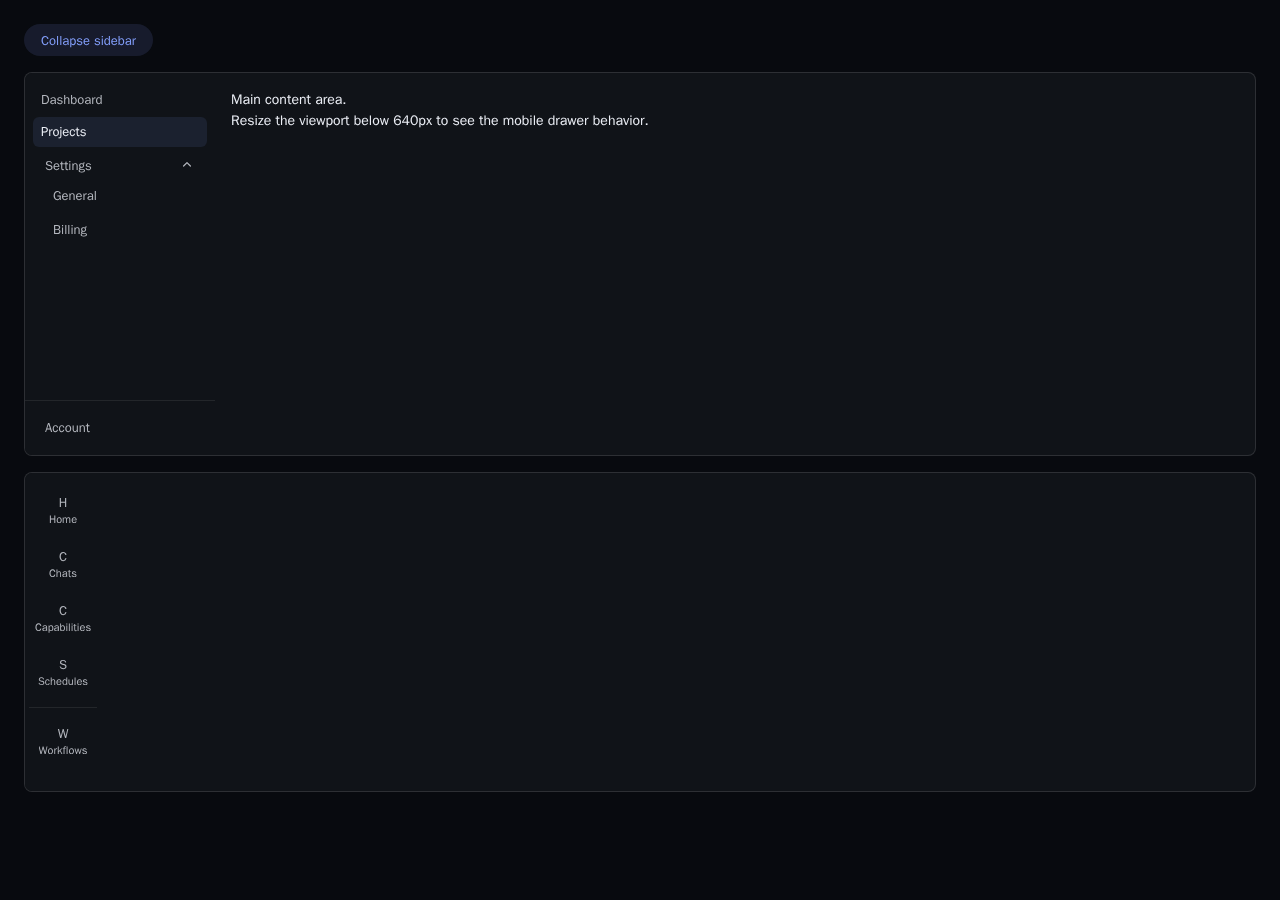 Collapse sidebar
Dashboard
Main content area.
Projects
Resize the viewport below 640px to see the mobile drawer behavior.
Settings
General
Billing
Account
H
Home
C
Chats
C
Capabilities
S
Schedules
W
Workflows